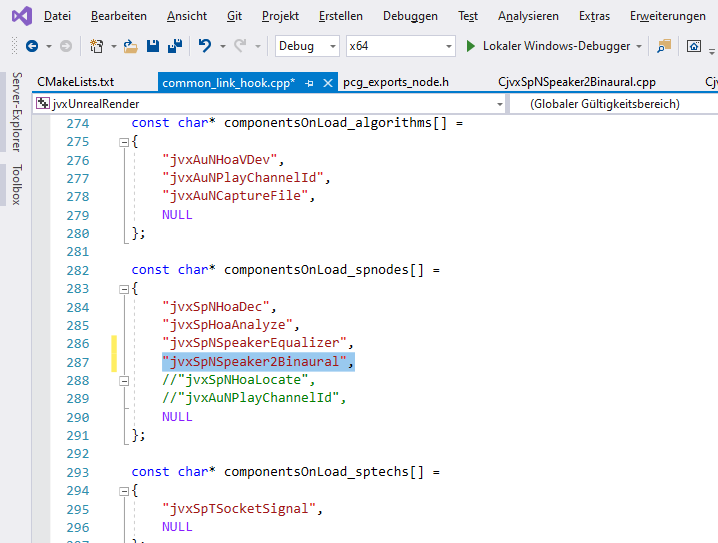 Datei Bearbeiten Ansicht Git Projekt Erstellen Debuggen Test Analysieren Extras Erweiterungen
Debug x64 Lokaler Windows-Debugger
CMakeLists.txt common_link_hook.cpp* pcg_exports_node.h CjvxSpNSpeaker2Binaural.cpp Cj
jvxUnrealRender (Globaler Gültigkeitsbereich)
Server-Explorer
Toolbox
274 const char* componentsOnLoad_algorithms[] =
275 {
276 "jvxAuNHoaVDev",
277 "jvxAuNPlayChannelId",
278 "jvxAuNCaptureFile",
279 NULL
280 };
281
282 const char* componentsOnLoad_spnodes[] =
283 {
284 "jvxSpNHoaDec",
285 "jvxSpHoaAnalyze",
286 "jvxSpNSpeakerEqualizer",
287 "jvxSpNSpeaker2Binaural",
288 //"jvxSpNHoaLocate",
289 //"jvxAuNPlayChannelId",
290 NULL
291 };
292
293 const char* componentsOnLoad_sptechs[] =
294 {
295 "jvxSpTSocketSignal",
296 NULL
297 };